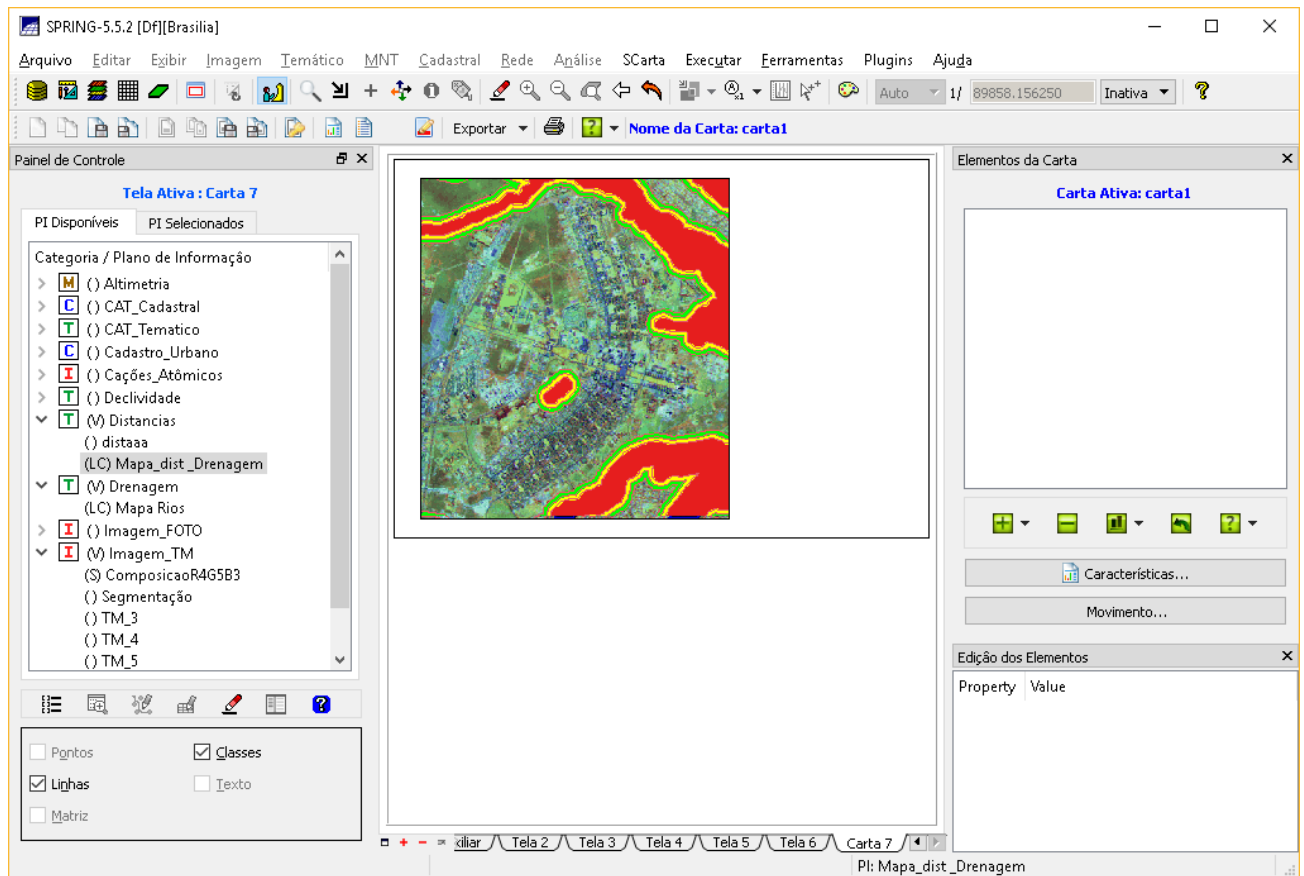 SPRING-5.5.2 [Df][Brasilia]
Arquivo Editar Exibir Imagem Temático MNT Cadastral Rede Análise SCarta Executar Ferramentas Plugins Ajuda
Auto 1/ 89858.156250 Inativa
Exportar Nome da Carta: carta1
Painel de Controle
Tela Ativa : Carta 7
PI Disponíveis PI Selecionados
Categoria / Plano de Informação
M () Altimetria
C () CAT_Cadastral
T () CAT_Tematico
C () Cadastro_Urbano
I () Cações_Atômicos
T () Declividade
T (V) Distancias
() distaaa
(LC) Mapa_dist_Drenagem
T (V) Drenagem
(LC) Mapa Rios
I () Imagem_FOTO
I (V) Imagem_TM
(S) ComposicaoR4G5B3
() Segmentação
() TM_3
() TM_4
() TM_5
Pontos Classes
Linhas Texto
Matriz
xiliar Tela 2 Tela 3 Tela 4 Tela 5 Tela 6 Carta 7
Elementos da Carta
Carta Ativa: carta1
Características...
Movimento...
Edição dos Elementos
Property Value
PI: Mapa_dist_Drenagem